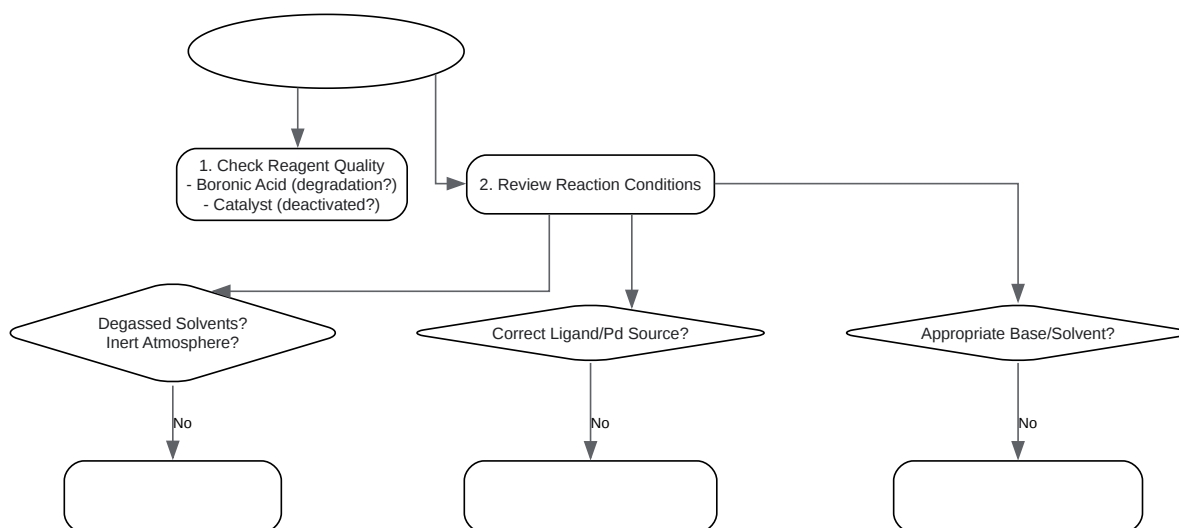 1. Check Reagent Quality
- Boronic Acid (degradation?)
- Catalyst (deactivated?)
2. Review Reaction Conditions
Degassed Solvents?
Inert Atmosphere?
Correct Ligand/Pd Source?
Appropriate Base/Solvent?
No
No
No